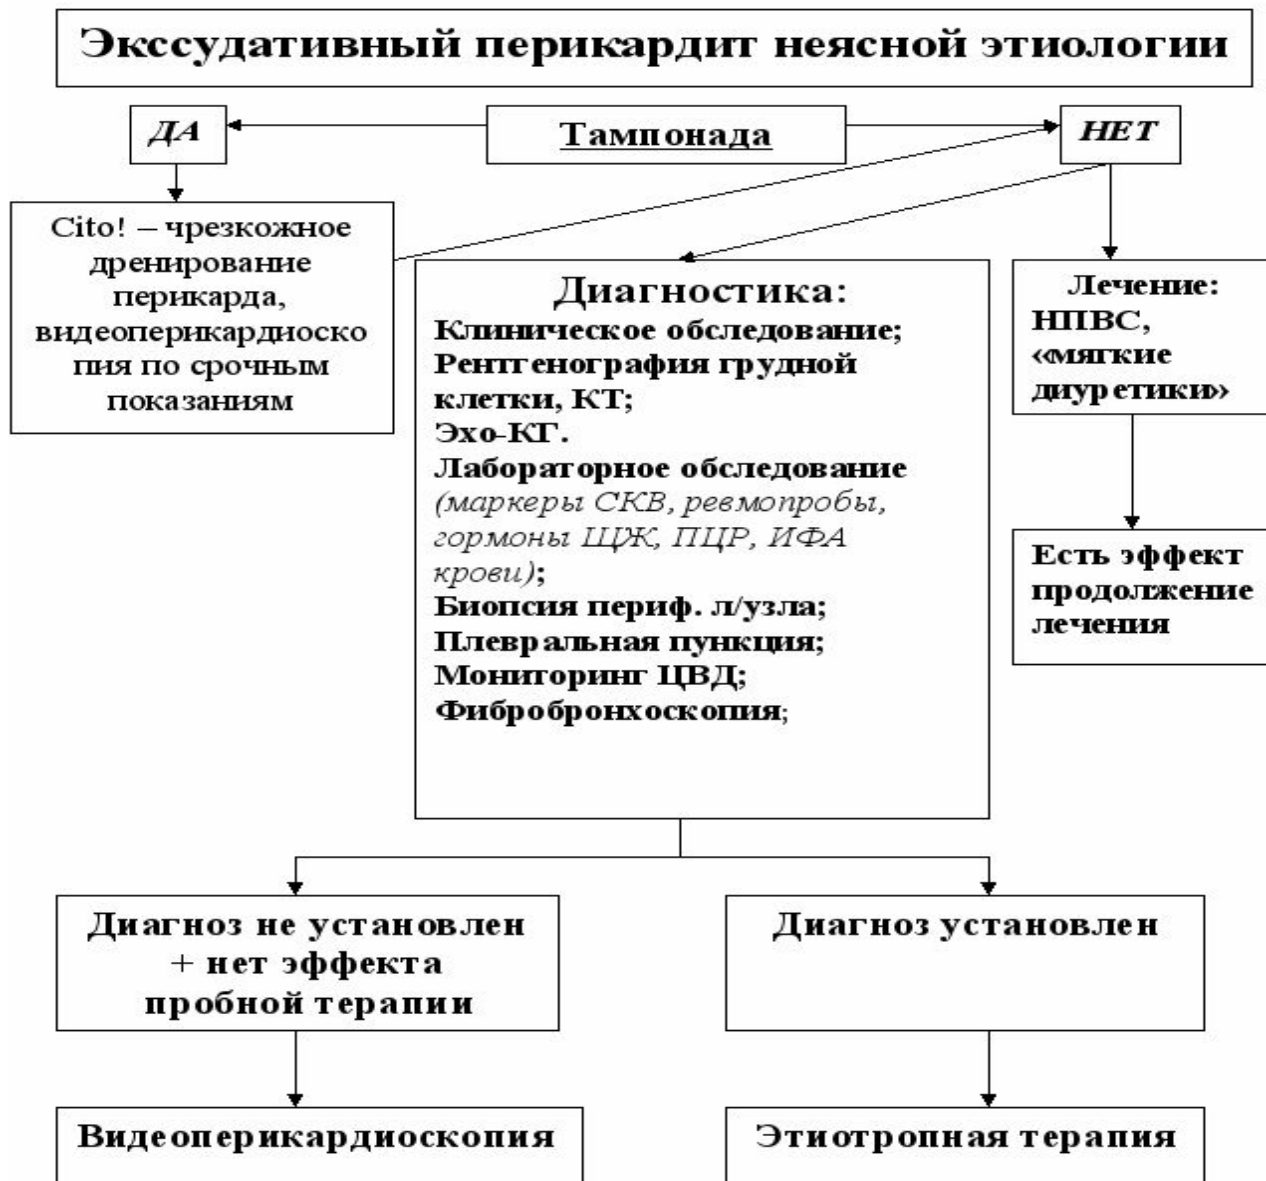 Экссудативный перикардит неясной этиологии
ДА
Тампонада
НЕТ
Cito! – чрезкожное
дренирование
перикарда,
видеоперикардиоско
пия по срочным
показаниям
Диагностика:
Клиническое обследование;
Рентгенография грудной
клетки, КТ;
Эхо-КГ.
Лабораторное обследование
(маркеры СКВ, ревмопробы,
гормоны ЩЖ, ПЦР, ИФА
крови);
Биопсия периф. л/узла;
Плевральная пункция;
Мониторинг ЦВД;
Фибробронхоскопия;
Лечение:
НПВС,
«мягкие
диуретики»
Есть эффект
продолжение
лечения
Диагноз не установлен
+ нет эффекта
пробной терапии
Диагноз установлен
Видеоперикардиоскопия
Этиотропная терапия